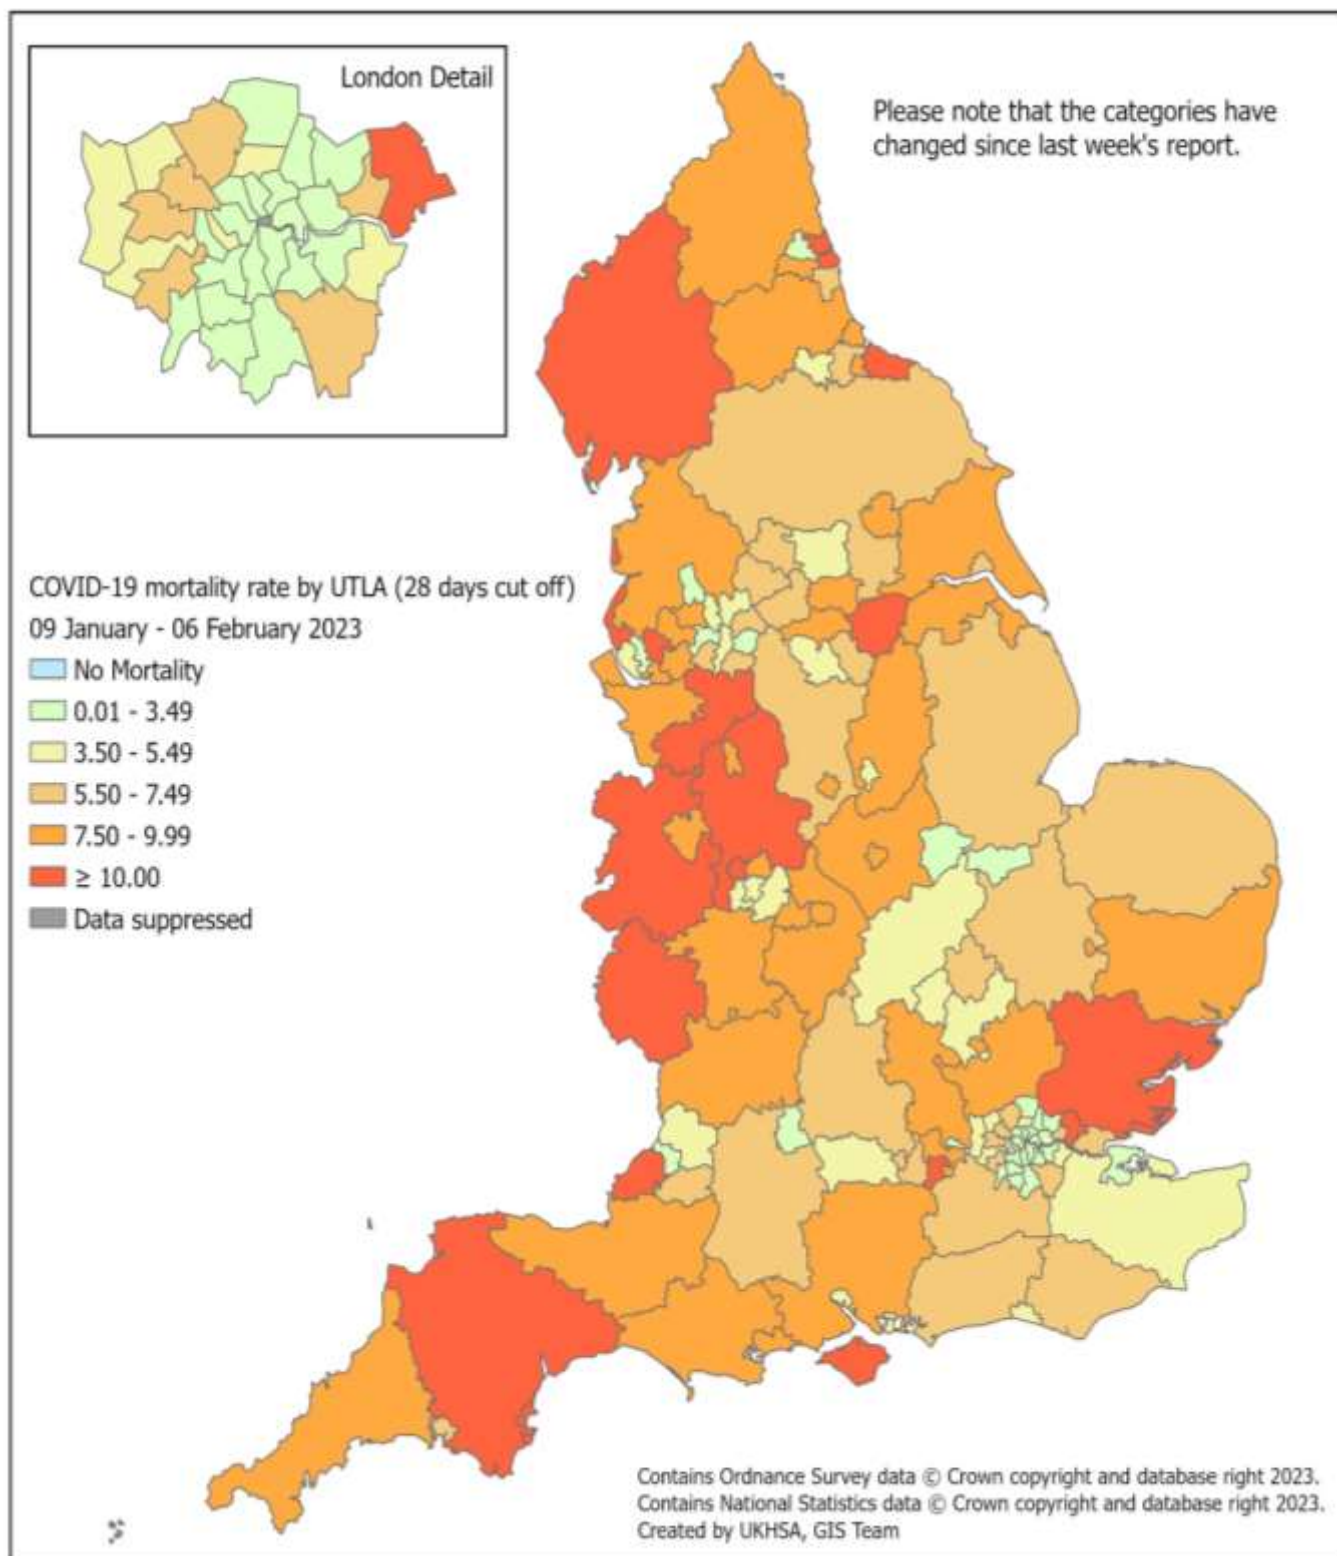 London Detail
Please note that the categories have
changed since last week's report.
COVID-19 mortality rate by UTLA (28 days cut off)
09 January - 06 February 2023
No Mortality
0.01 - 3.49
3.50 - 5.49
5.50 - 7.49
7.50 - 9.99
≥ 10.00
Data suppressed
Contains Ordnance Survey data © Crown copyright and database right 2023.
Contains National Statistics data © Crown copyright and database right 2023.
Created by UKHSA, GIS Team